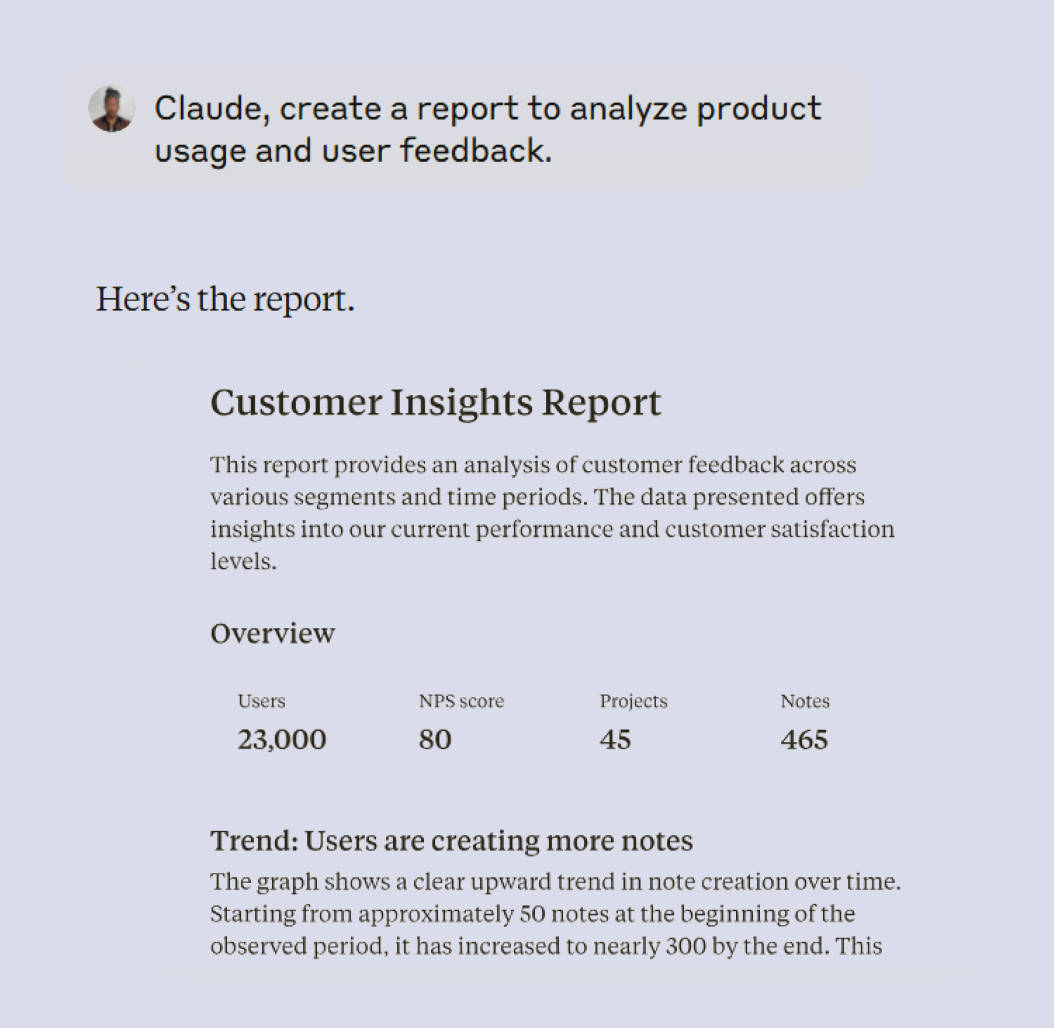 Claude, create a report to analyze product
usage and user feedback.
Here’s the report.
Customer Insights Report
This report provides an analysis of customer feedback across
various segments and time periods. The data presented offers
insights into our current performance and customer satisfaction
levels.
Overview
Users NPS score Projects Notes
23,000 80 45 465
Trend: Users are creating more notes
The graph shows a clear upward trend in note creation over time.
Starting from approximately 50 notes at the beginning of the
observed period, it has increased to nearly 300 by the end. This